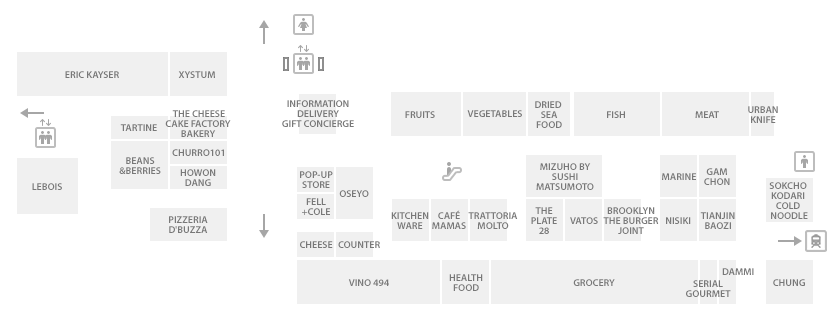 ERIC KAYSER
XYSTUM
THE CHEESE
CAKE FACTORY
BAKERY
TARTINE
BEANS
&BERRIES
CHURRO101
HOWON
DANG
LEBOIS
PIZZERIA
D'BUZZA
INFORMATION
DELIVERY
GIFT CONCIERGE
POP-UP
STORE
OSEYO
FELL
+COLE
CHEESE
COUNTER
FRUITS
VEGETABLES
DRIED
SEA
FOOD
FISH
MEAT
URBAN
KNIFE
MIZUHO BY
SUSHI
MATSUMOTO
MARINE
GAM
CHON
KITCHEN
WARE
CAFÉ
MAMAS
TRATTORIA
MOLTO
THE
PLATE
28
VATOS
BROOKLYN
THE BURGER
JOINT
NISIKI
TIANJIN
BAOZI
SOKCHO
KODARI
COLD
NOODLE
VINO 494
HEALTH
FOOD
GROCERY
SERIAL
GOURMET
DAMMI
CHUNG